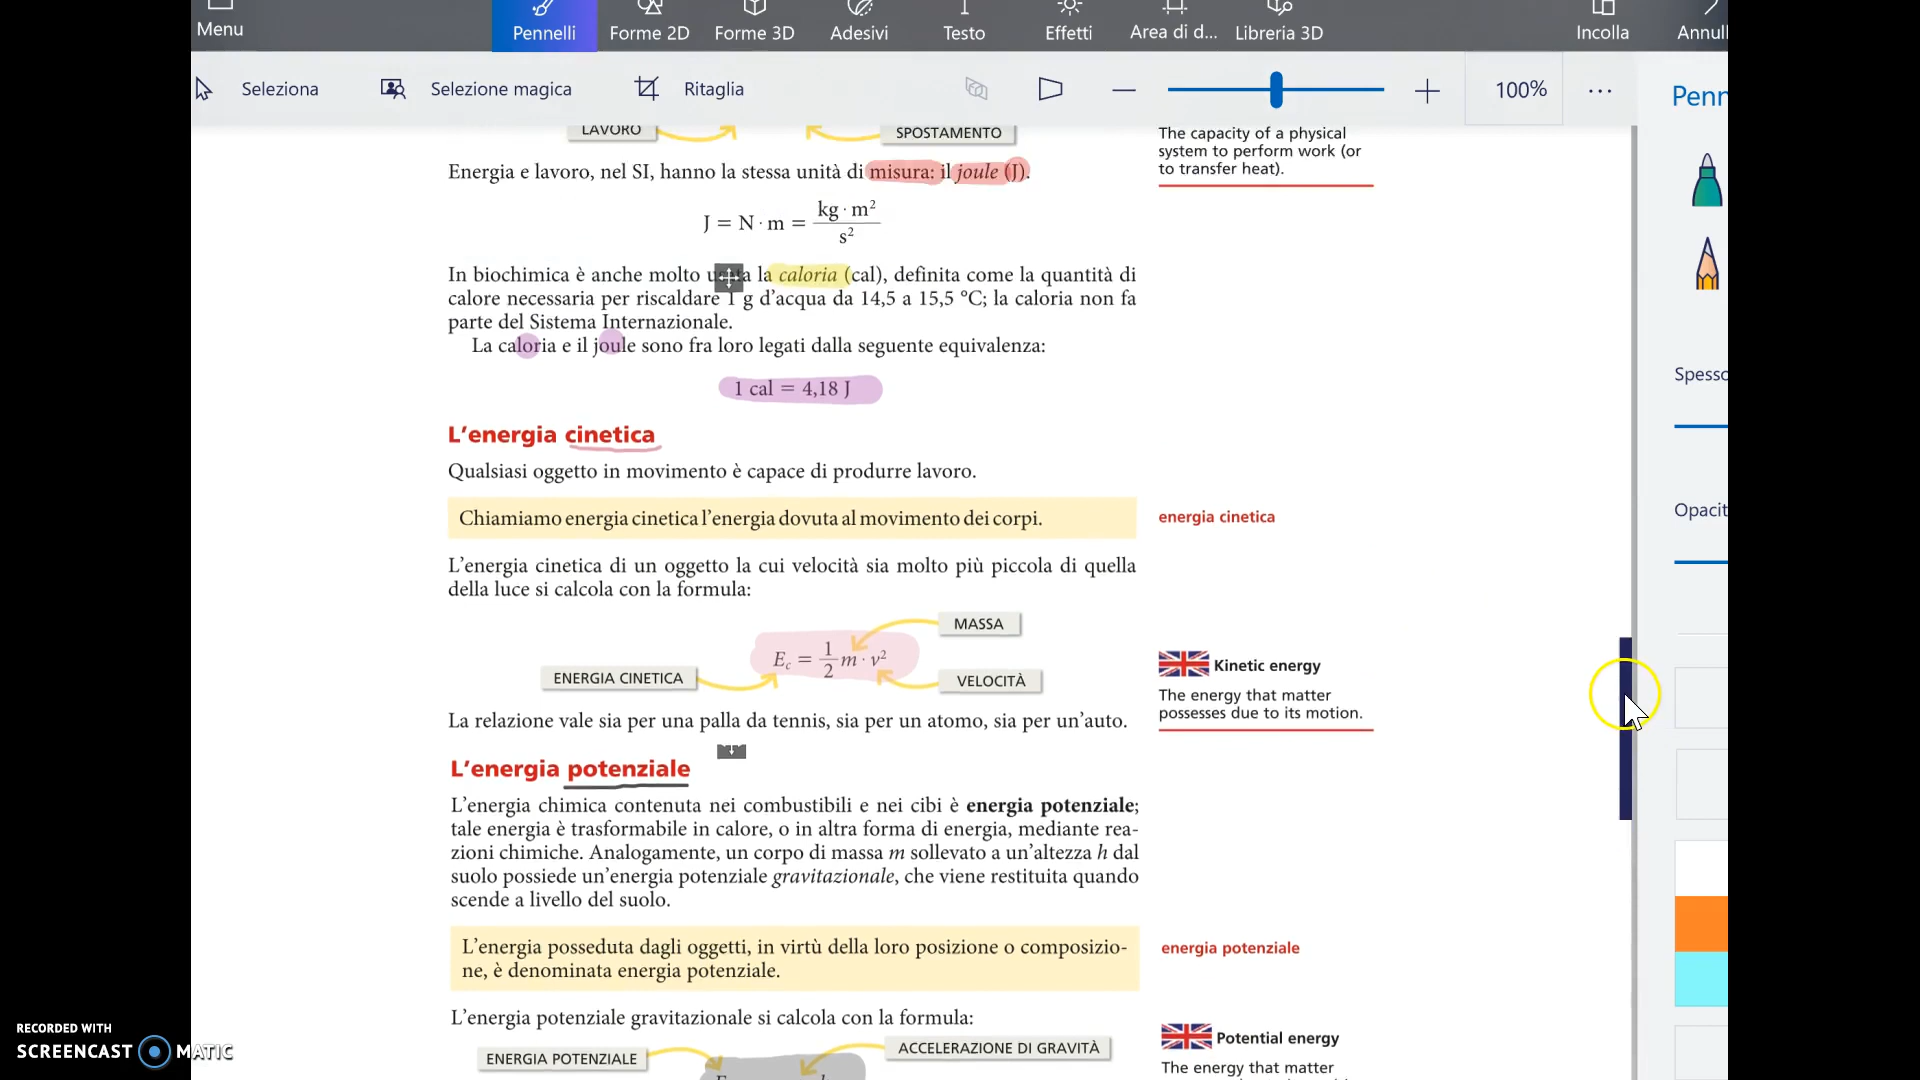 Menu
Pennelli
Forme 2D
Forme 3D
Adesivi
Testo
Effetti
Area di d...
Libreria 3D
Incolla
Annull
Seleziona
Selezione magica
Ritaglia
100%
Penn
LAVORO
SPOSTAMENTO
The capacity of a physical
system to perform work (or
to transfer heat).
Energia e lavoro, nel SI, hanno la stessa unità di misura: il joule (J).
J = N · m = kg · m² / s²
In biochimica è anche molto usata la caloria (cal), definita come la quantità di
calore necessaria per riscaldare 1 g d’acqua da 14,5 a 15,5 °C; la caloria non fa
parte del Sistema Internazionale.
La caloria e il joule sono fra loro legati dalla seguente equivalenza:
1 cal = 4,18 J
Spesso
L’energia cinetica
Qualsiasi oggetto in movimento è capace di produrre lavoro.
Chiamiamo energia cinetica l’energia dovuta al movimento dei corpi.
energia cinetica
Opacit
L’energia cinetica di un oggetto la cui velocità sia molto più piccola di quella
della luce si calcola con la formula:
MASSA
Ec = 1/2 m · v²
ENERGIA CINETICA
VELOCITÀ
Kinetic energy
The energy that matter
possesses due to its motion.
La relazione vale sia per una palla da tennis, sia per un atomo, sia per un’auto.
L’energia potenziale
L’energia chimica contenuta nei combustibili e nei cibi è energia potenziale;
tale energia è trasformabile in calore, o in altra forma di energia, mediante rea-
zioni chimiche. Analogamente, un corpo di massa m sollevato a un’altezza h dal
suolo possiede un’energia potenziale gravitazionale, che viene restituita quando
scende a livello del suolo.
L’energia posseduta dagli oggetti, in virtù della loro posizione o composizio-
ne, è denominata energia potenziale.
energia potenziale
L’energia potenziale gravitazionale si calcola con la formula:
ENERGIA POTENZIALE
ACCELERAZIONE DI GRAVITÀ
Potential energy
The energy that matter
RECORDED WITH
SCREENCAST MATIC